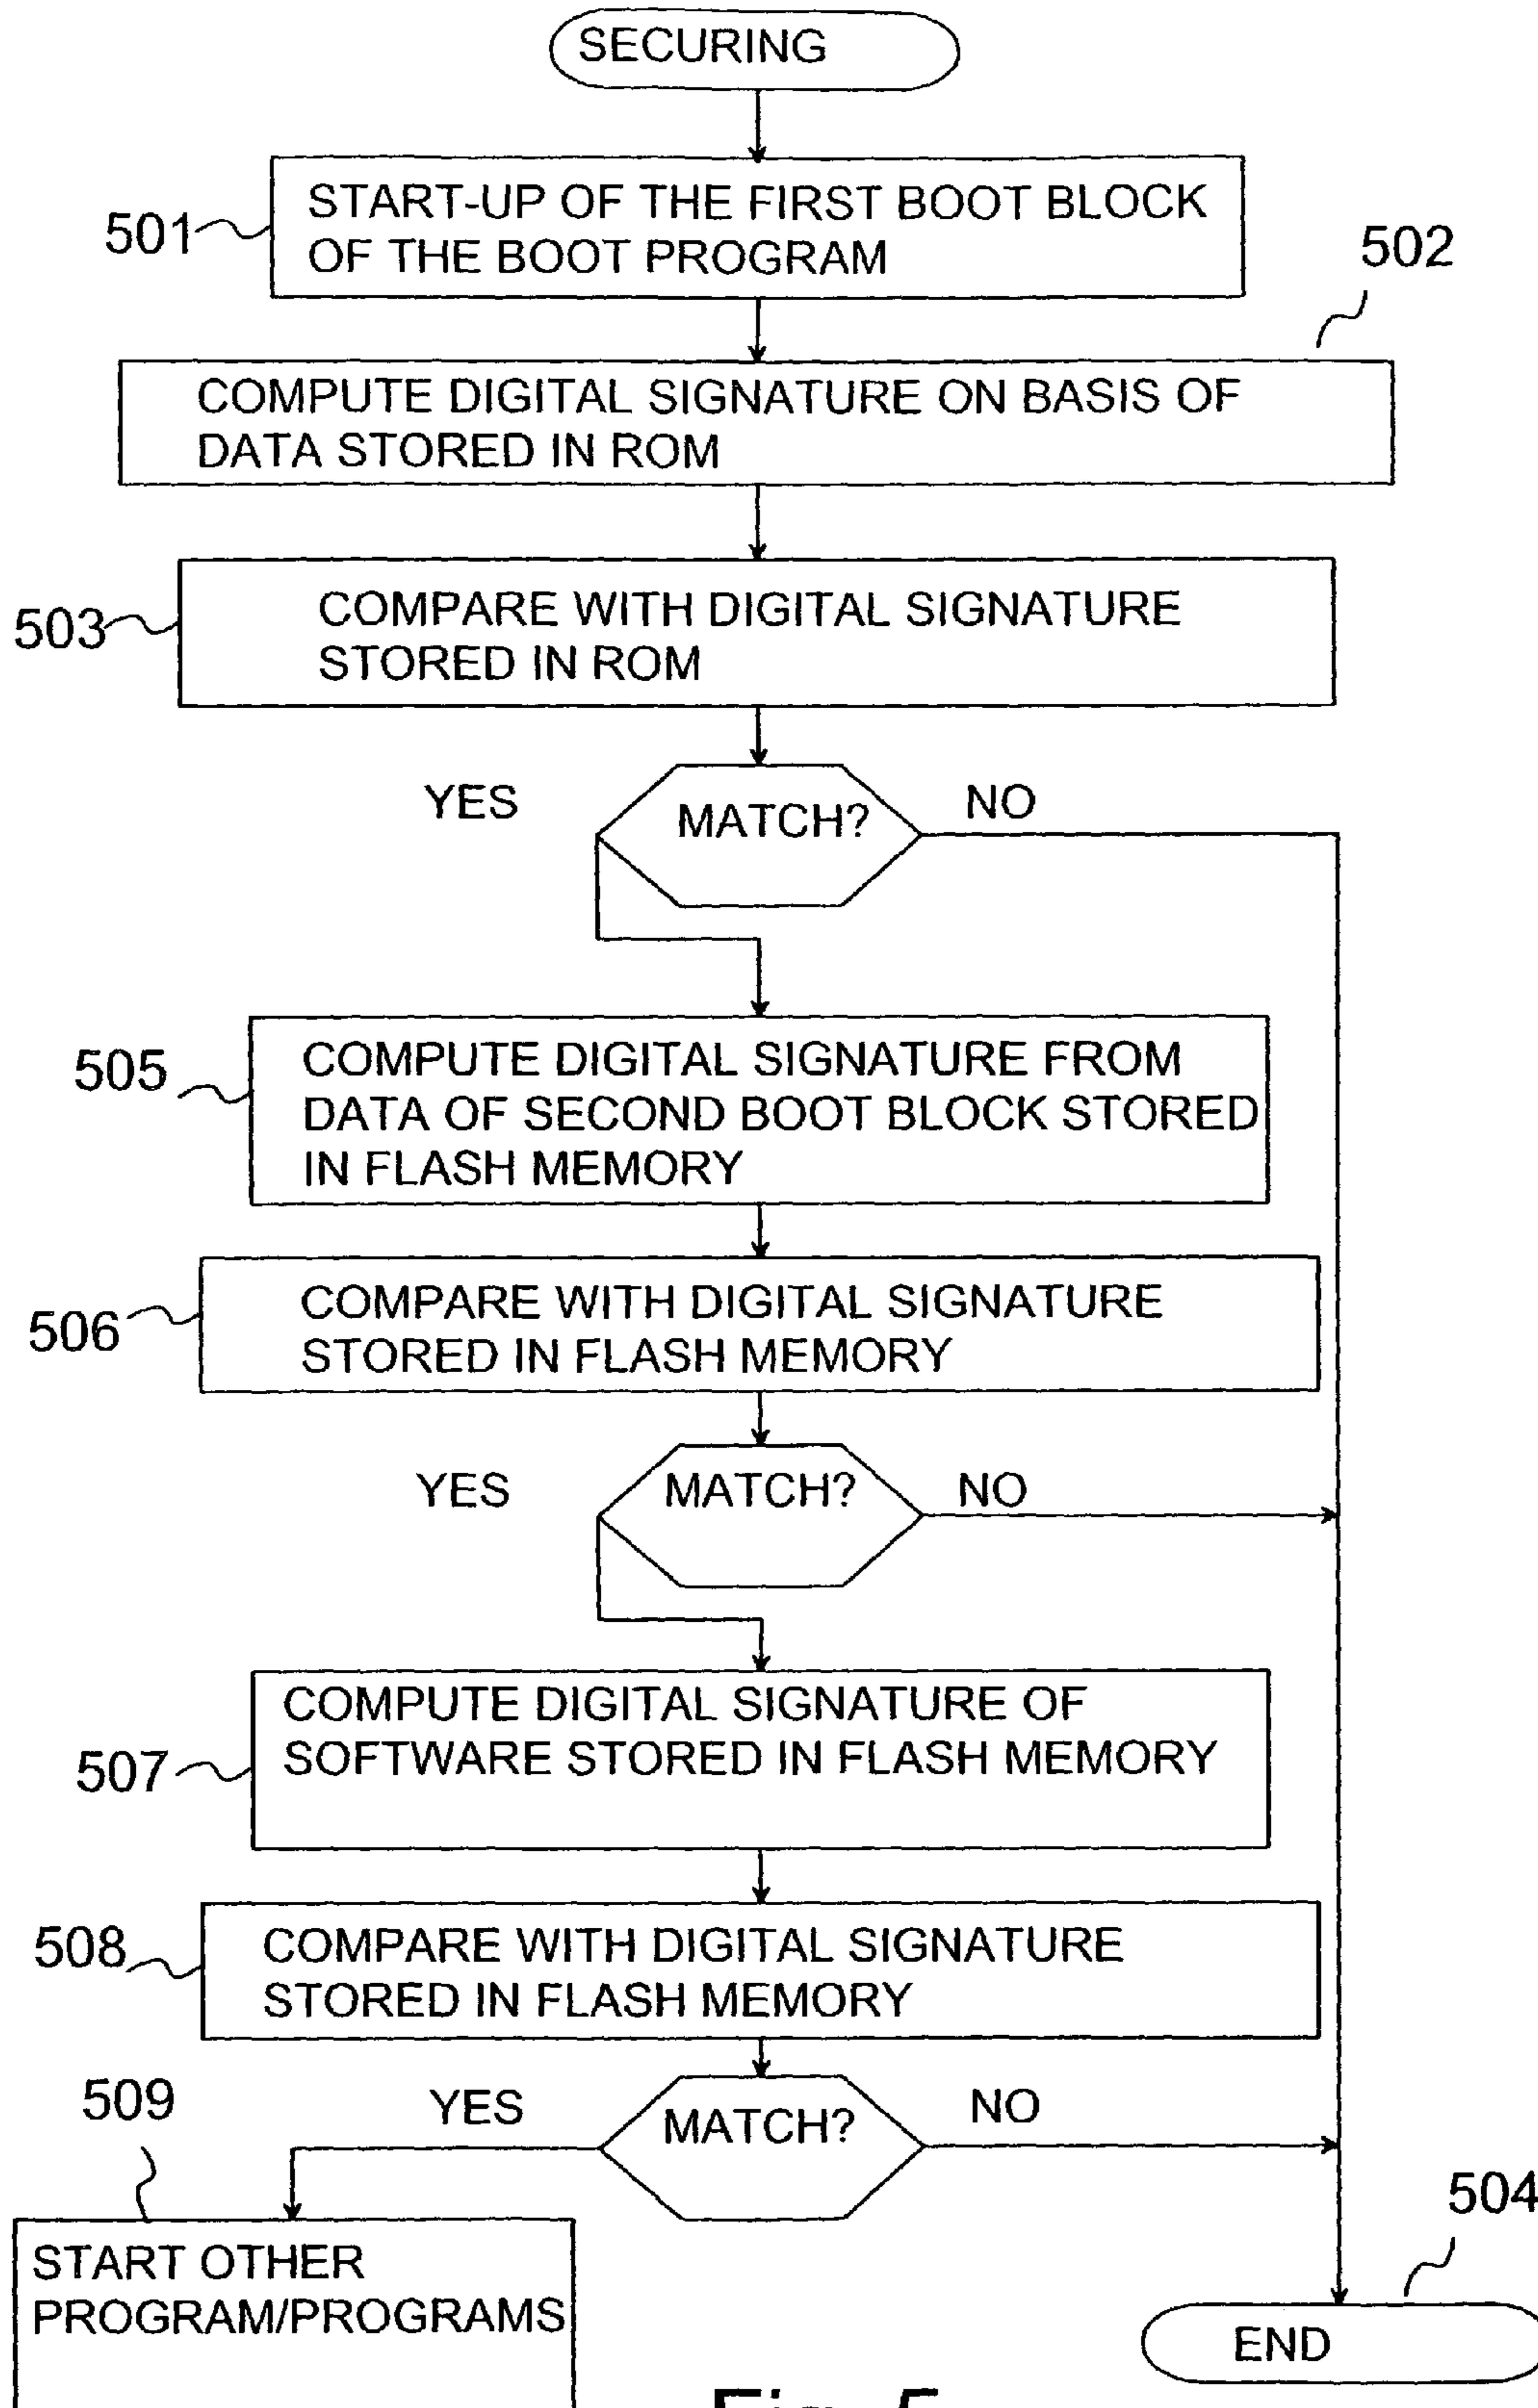 SECURING
501
START-UP OF THE FIRST BOOT BLOCK
OF THE BOOT PROGRAM
502
COMPUTE DIGITAL SIGNATURE ON BASIS OF
DATA STORED IN ROM
503
COMPARE WITH DIGITAL SIGNATURE
STORED IN ROM
YES
MATCH?
NO
505
COMPUTE DIGITAL SIGNATURE FROM
DATA OF SECOND BOOT BLOCK STORED
IN FLASH MEMORY
506
COMPARE WITH DIGITAL SIGNATURE
STORED IN FLASH MEMORY
YES
MATCH?
NO
507
COMPUTE DIGITAL SIGNATURE OF
SOFTWARE STORED IN FLASH MEMORY
508
COMPARE WITH DIGITAL SIGNATURE
STORED IN FLASH MEMORY
509
YES
MATCH?
NO
504
START OTHER
PROGRAM/PROGRAMS
END
Fig. 5